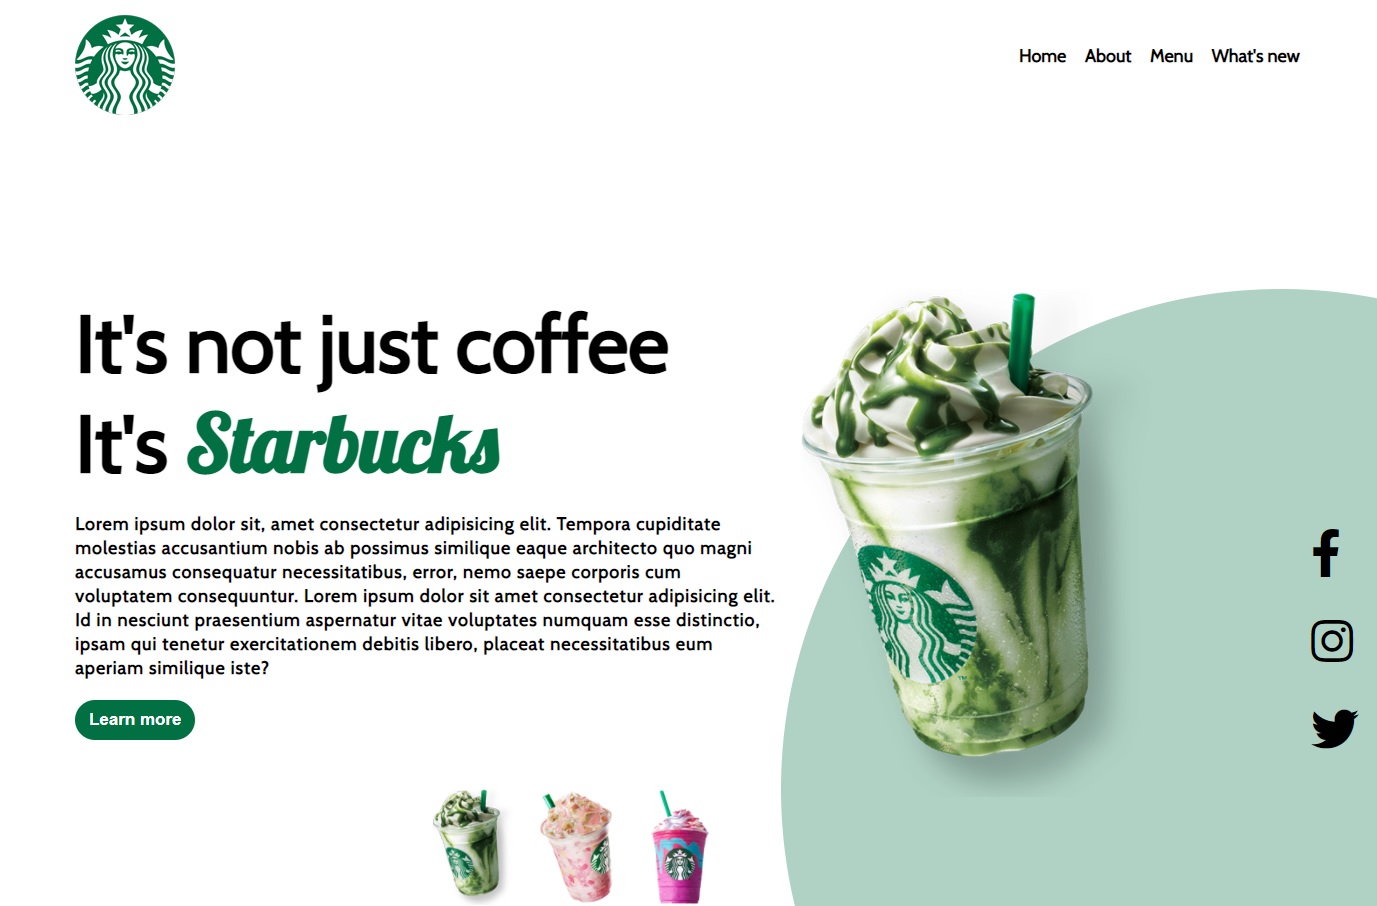 Home About Menu What's new
It's not just coffee
It's Starbucks
Lorem ipsum dolor sit, amet consectetur adipisicing elit. Tempora cupiditate
molestias accusantium nobis ab possimus similique eaque architecto quo magni
accusamus consequatur necessitatibus, error, nemo saepe corporis cum
voluptatem consequuntur. Lorem ipsum dolor sit amet consectetur adipisicing elit.
Id in nesciunt praesentium aspernatur vitae voluptates numquam esse distinctio,
ipsam qui tenetur exercitationem debitis libero, placeat necessitatibus eum
aperiam similique iste?
Learn more
TM